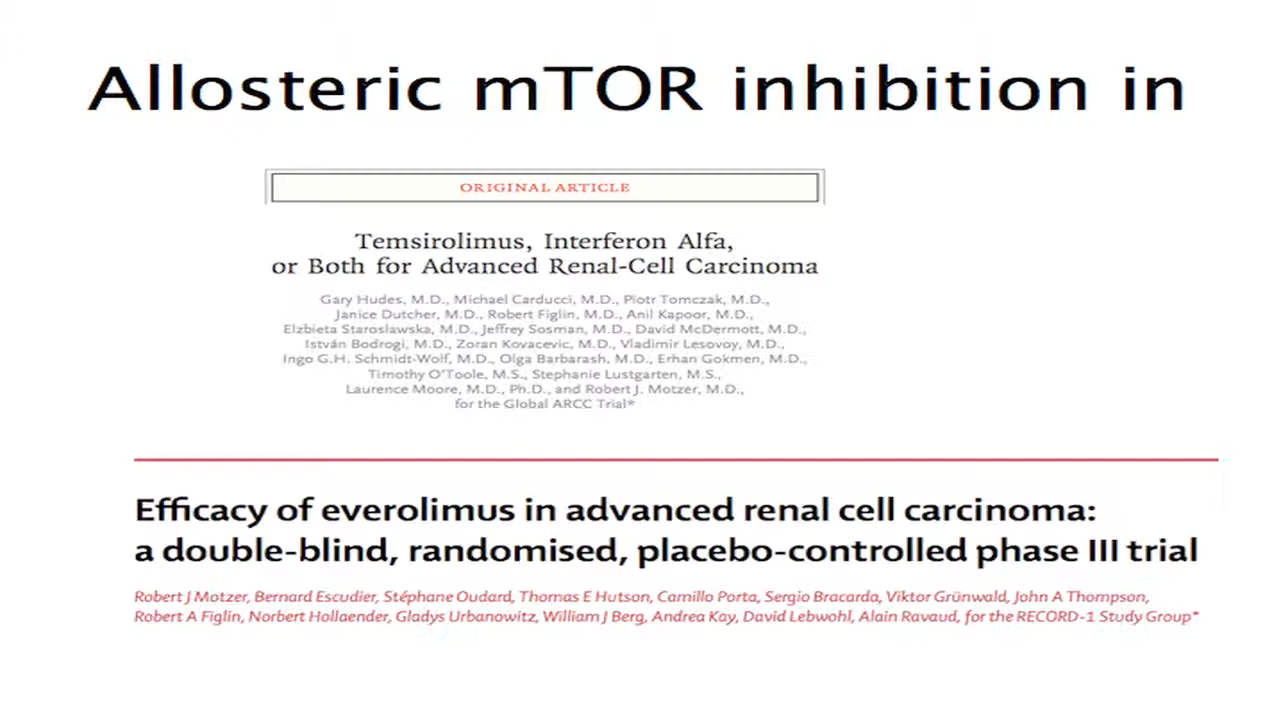 Allosteric mTOR inhibition in
ORIGINAL ARTICLE
Temsirolimus, Interferon Alfa,
or Both for Advanced Renal-Cell Carcinoma
Gary Hudes, M.D., Michael Carducci, M.D., Piotr Tomczak, M.D.,
Janice Dutcher, M.D., Robert Figlin, M.D., Anil Kapoor, M.D.,
Elzbieta Staroslawska, M.D., Jeffrey Sosman, M.D., David McDermott, M.D.,
István Bodrogi, M.D., Zoran Kovacevic, M.D., Vladimir Lesovoy, M.D.,
Ingo G.H. Schmidt-Wolf, M.D., Olga Barbarash, M.D., Erhan Gokmen, M.D.,
Timothy O'Toole, M.S., Stephanie Lustgarten, M.S.,
Laurence Moore, M.D., Ph.D., and Robert J. Motzer, M.D.,
for the Global ARCC Trial*
Efficacy of everolimus in advanced renal cell carcinoma:
a double-blind, randomised, placebo-controlled phase III trial
Robert J Motzer, Bernard Escudier, Stéphane Oudard, Thomas E Hutson, Camillo Porta, Sergio Bracarda, Viktor Grünwald, John A Thompson,
Robert A Figlin, Norbert Hollaender, Gladys Urbanowitz, William J Berg, Andrea Kay, David Lebwohl, Alain Ravaud, for the RECORD-1 Study Group*